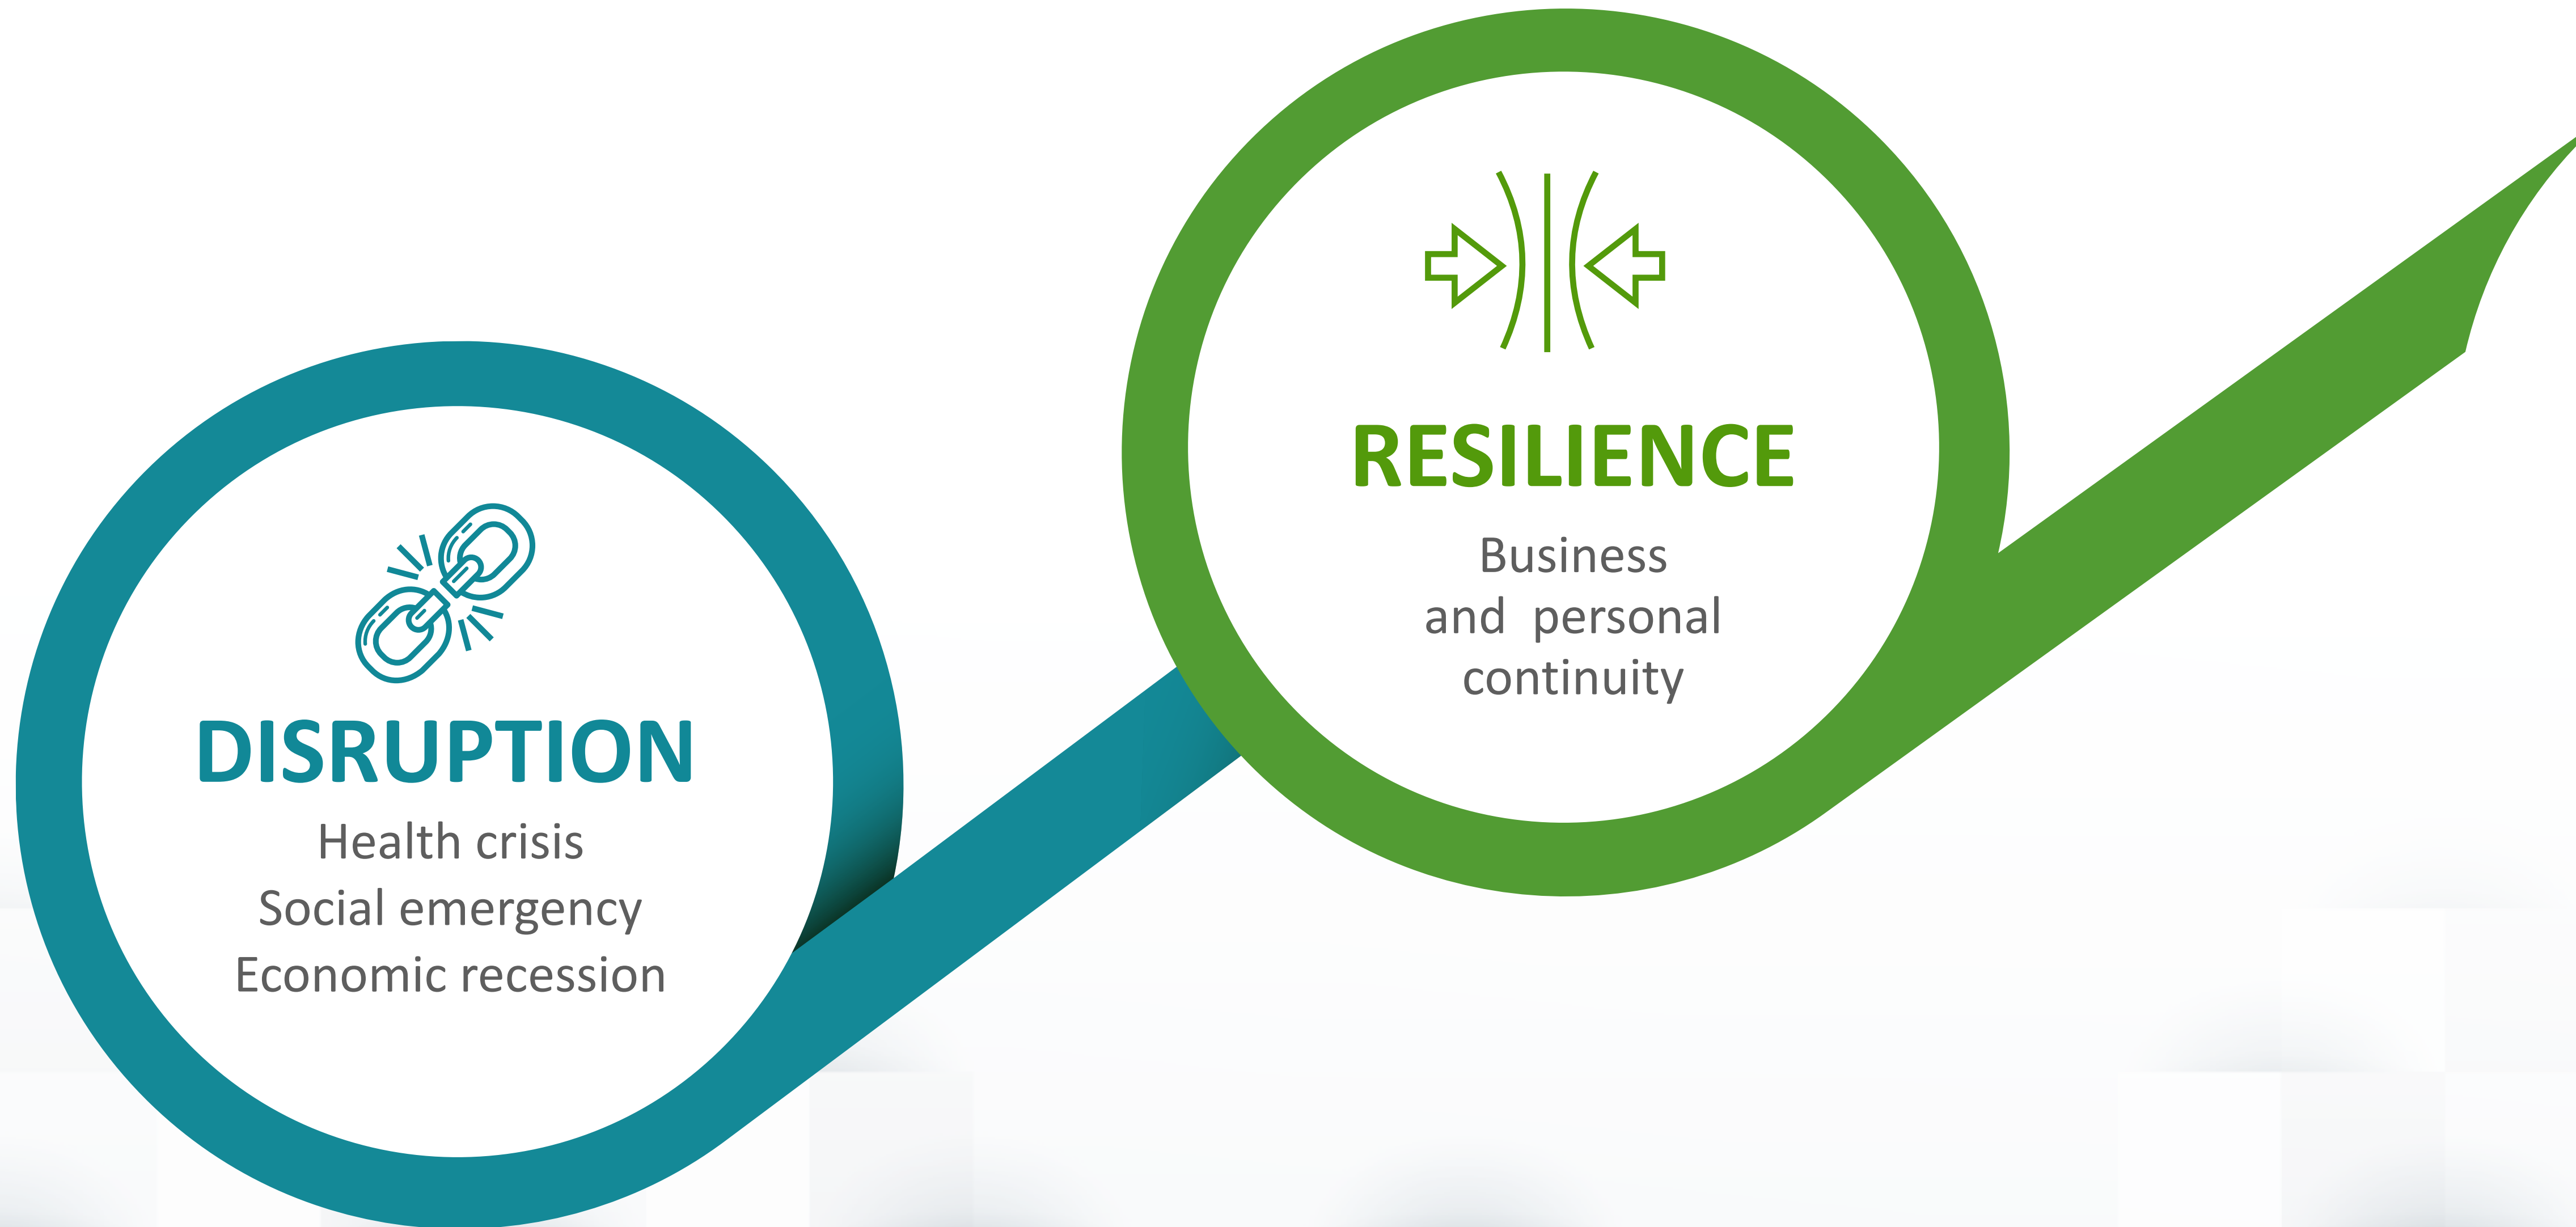 DISRUPTION
Health crisis
Social emergency
Economic recession
RESILIENCE
Business
and  personal
continuity